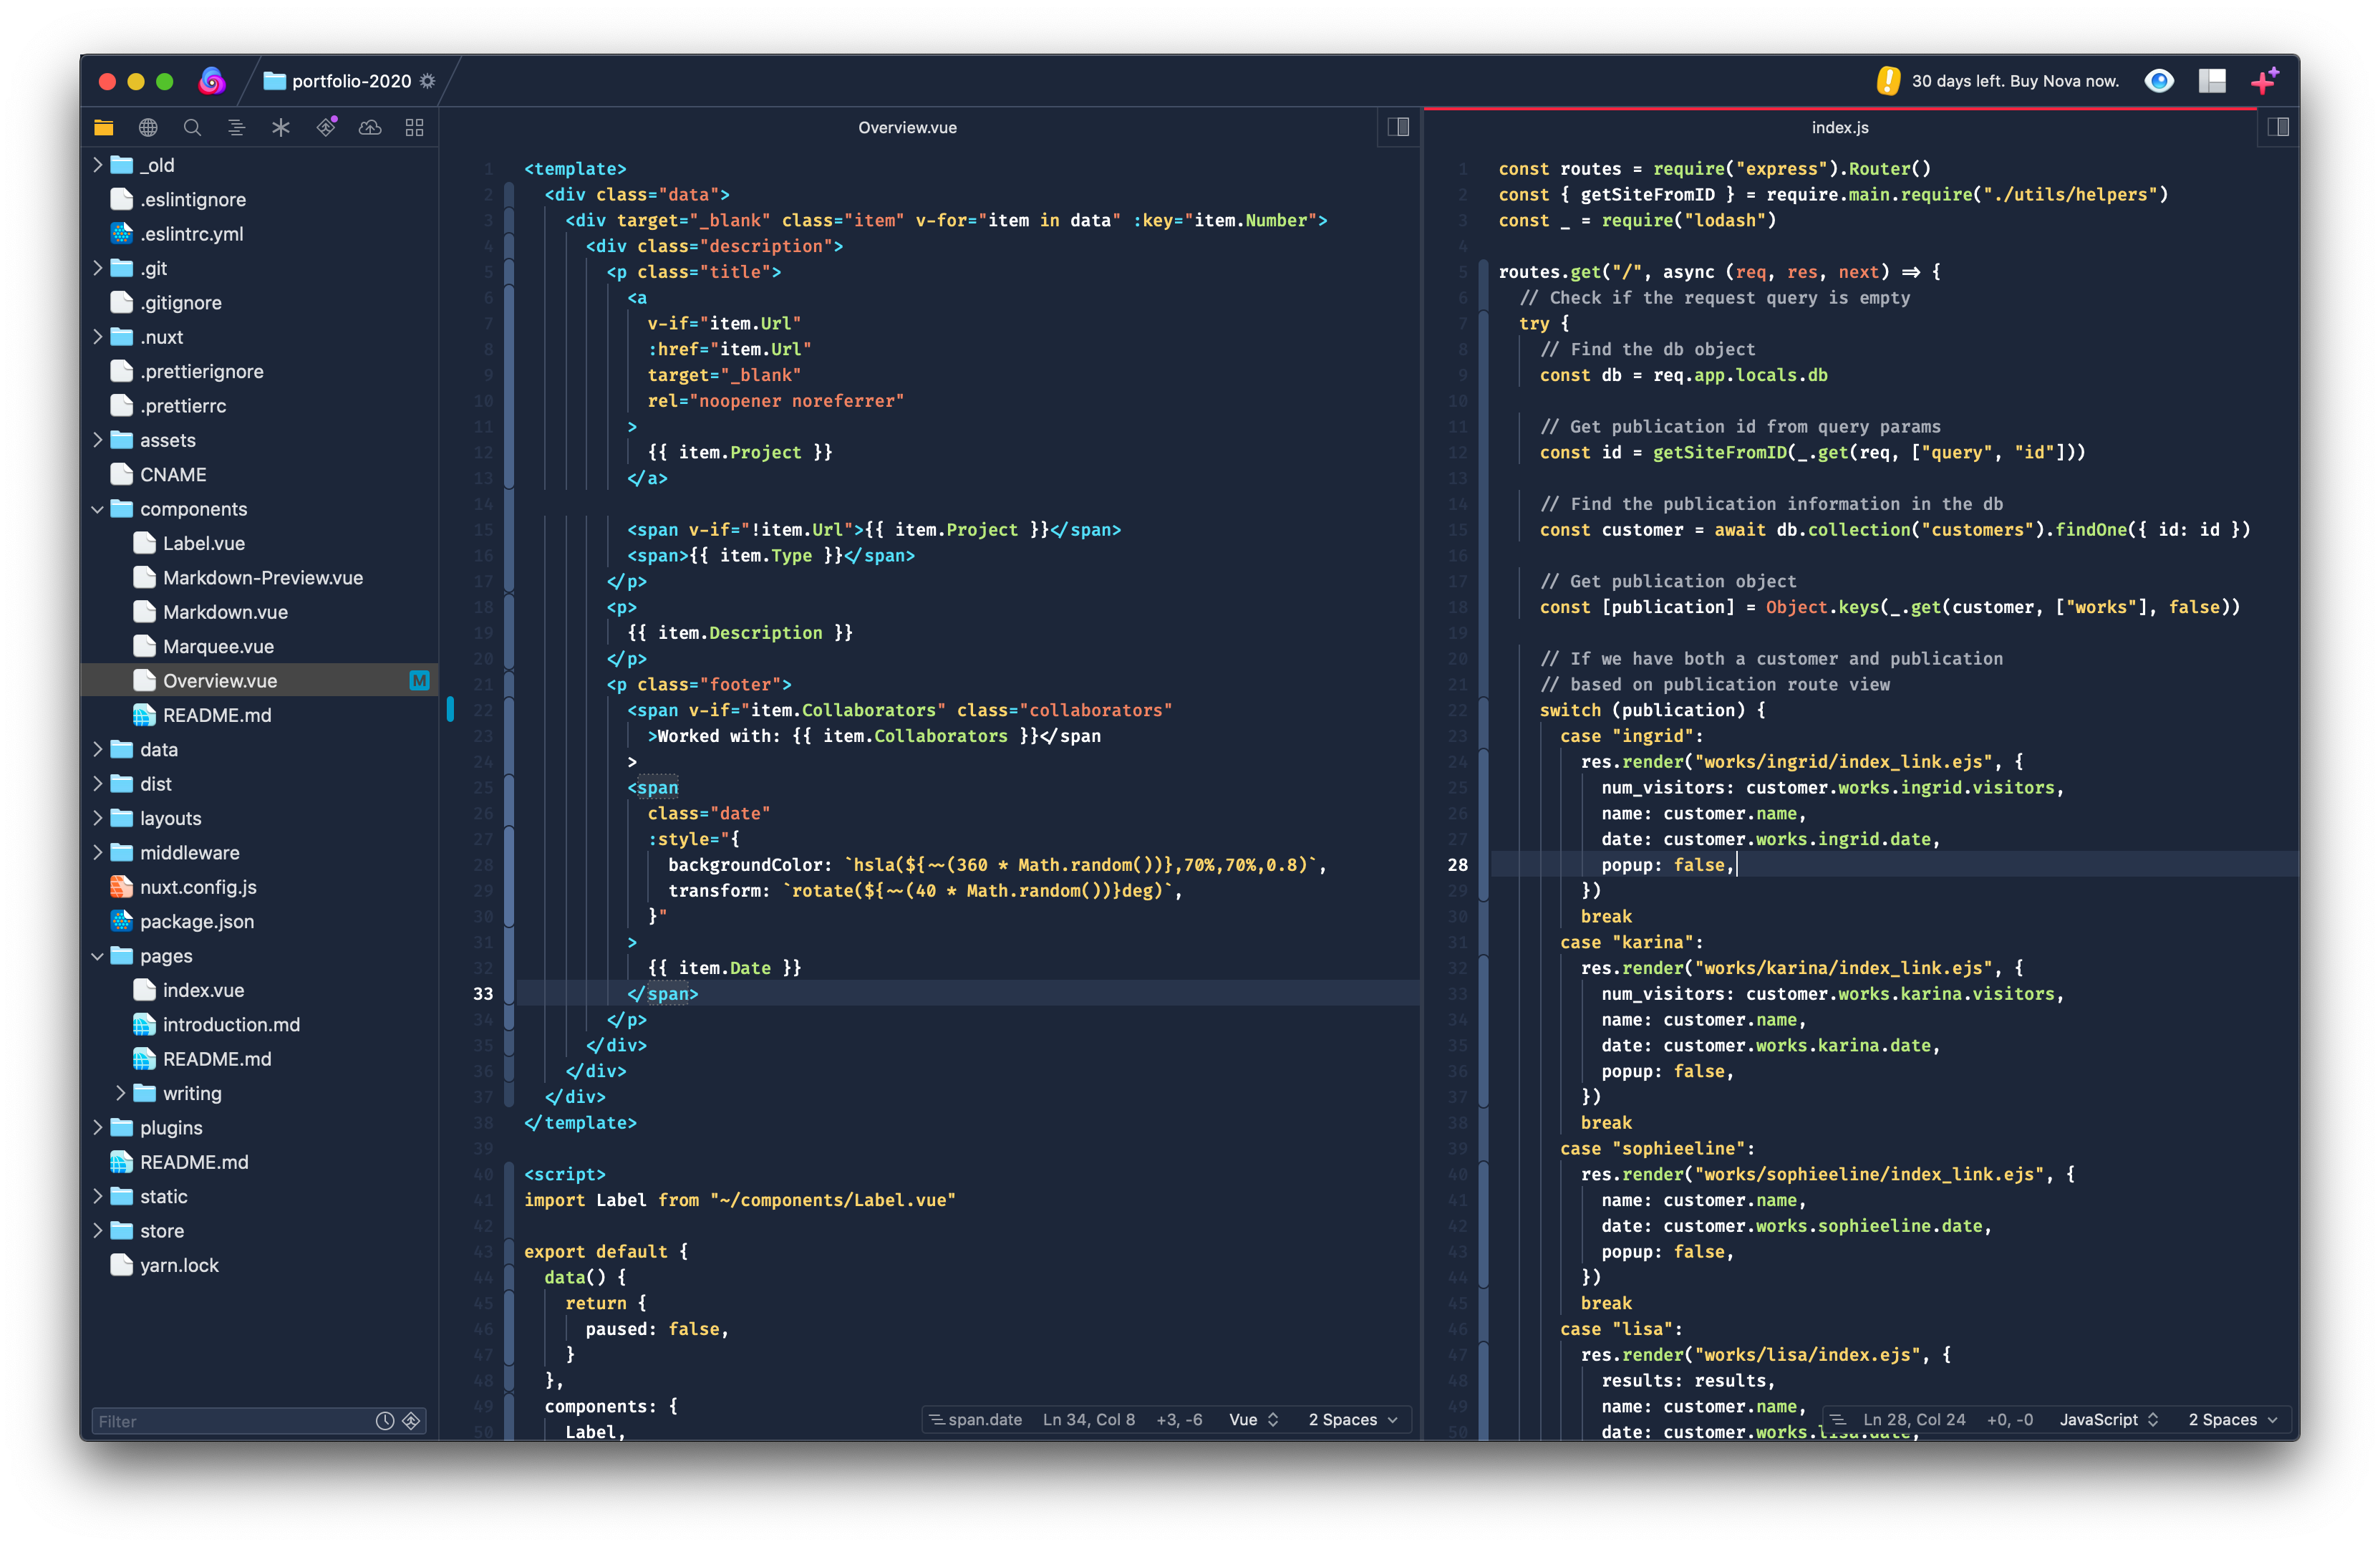 portfolio-2020
30 days left. Buy Nova now.
_old
.eslintignore
.eslintrc.yml
.git
.gitignore
.nuxt
.prettierignore
.prettierrc
assets
CNAME
components
Label.vue
Markdown-Preview.vue
Markdown.vue
Marquee.vue
Overview.vue M
README.md
data
dist
layouts
middleware
nuxt.config.js
package.json
pages
index.vue
introduction.md
README.md
writing
plugins
README.md
static
store
yarn.lock
Filter
Overview.vue
1 <template>
2 <div class="data">
3 <div target="_blank" class="item" v-for="item in data" :key="item.Number">
4 <div class="description">
5 <p class="title">
6 <a
7 v-if="item.Url"
8 :href="item.Url"
9 target="_blank"
10 rel="noopener noreferrer"
11 >
12 {{ item.Project }}
13 </a>
14
15 <span v-if="!item.Url">{{ item.Project }}</span>
16 <span>{{ item.Type }}</span>
17 </p>
18 <p>
19 {{ item.Description }}
20 </p>
21 <p class="footer">
22 <span v-if="item.Collaborators" class="collaborators"
23 >Worked with: {{ item.Collaborators }}</span
24 >
25 <span
26 class="date"
27 :style="{
28 backgroundColor: `hsla(${~~(360 * Math.random())},70%,70%,0.8)`,
29 transform: `rotate(${~~(40 * Math.random())}deg)`,
30 }"
31 >
32 {{ item.Date }}
33 </span>
34 </p>
35 </div>
36 </div>
37 </div>
38 </template>
39
40 <script>
41 import Label from "~/components/Label.vue"
42
43 export default {
44 data() {
45 return {
46 paused: false,
47 }
48 },
49 components: {
50 Label,
span.date Ln 34, Col 8 +3, -6 Vue 2 Spaces
index.js
1 const routes = require("express").Router()
2 const { getSiteFromID } = require.main.require("./utils/helpers")
3 const _ = require("lodash")
4
5 routes.get("/", async (req, res, next) => {
6 // Check if the request query is empty
7 try {
8 // Find the db object
9 const db = req.app.locals.db
10
11 // Get publication id from query params
12 const id = getSiteFromID(_.get(req, ["query", "id"]))
13
14 // Find the publication information in the db
15 const customer = await db.collection("customers").findOne({ id: id })
16
17 // Get publication object
18 const [publication] = Object.keys(_.get(customer, ["works"], false))
19
20 // If we have both a customer and publication
21 // based on publication route view
22 switch (publication) {
23 case "ingrid":
24 res.render("works/ingrid/index_link.ejs", {
25 num_visitors: customer.works.ingrid.visitors,
26 name: customer.name,
27 date: customer.works.ingrid.date,
28 popup: false,
29 })
30 break
31 case "karina":
32 res.render("works/karina/index_link.ejs", {
33 num_visitors: customer.works.karina.visitors,
34 name: customer.name,
35 date: customer.works.karina.date,
36 popup: false,
37 })
38 break
39 case "sophieeline":
40 res.render("works/sophieeline/index_link.ejs", {
41 name: customer.name,
42 date: customer.works.sophieeline.date,
43 popup: false,
44 })
45 break
46 case "lisa":
47 res.render("works/lisa/index.ejs", {
48 results: results,
49 name: customer.name,
50 date: customer.works.lisa.date,
Ln 28, Col 24 +0, -0 JavaScript 2 Spaces